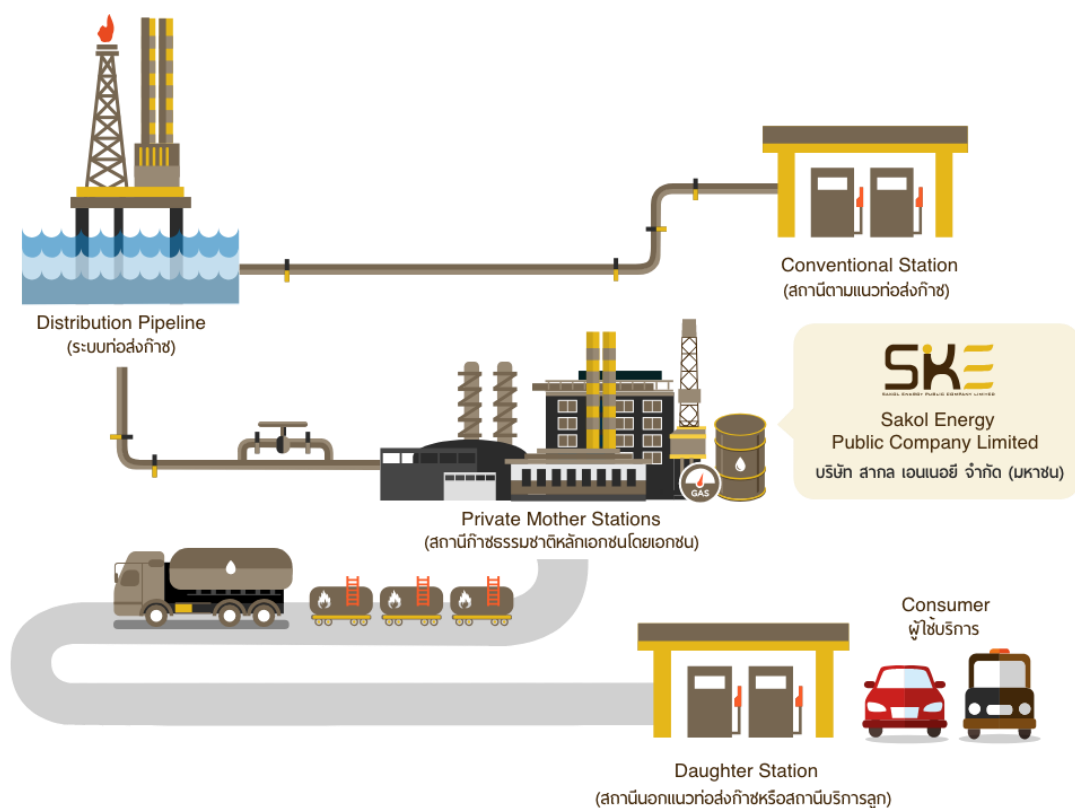 Conventional Station
(สถานีตามแนวท่อส่งก๊าซ)
Distribution Pipeline
(ระบบท่อส่งก๊าซ)
SKE
SAKOL ENERGY PUBLIC COMPANY LIMITED
Sakol Energy
Public Company Limited
บริษัท สากล เอนเนอยี จำกัด (มหาชน)
GAS
Private Mother Stations
(สถานีก๊าซธรรมชาติหลักเอกชนโดยเอกชน)
Consumer
ผู้ใช้บริการ
Daughter Station
(สถานีนอกแนวท่อส่งก๊าซหรือสถานีบริการลูก)